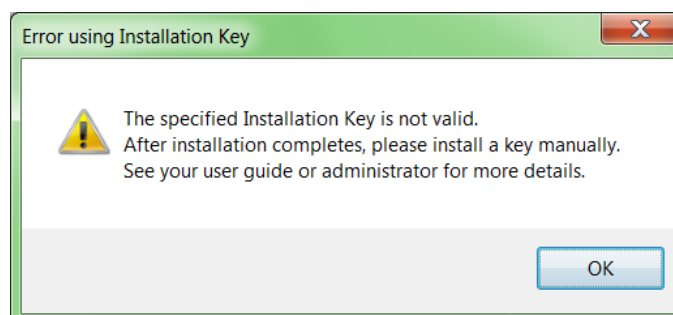 Error using Installation Key
The specified Installation Key is not valid.
After installation completes, please install a key manually.
See your user guide or administrator for more details.
OK